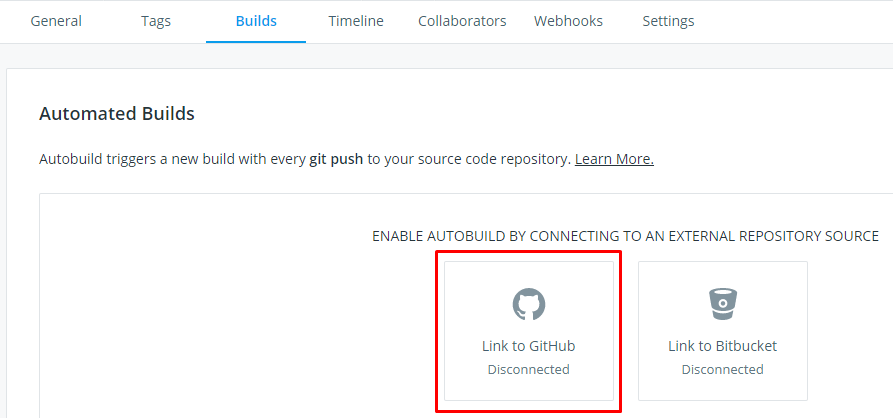 General Tags Builds Timeline Collaborators Webhooks Settings
Automated Builds
Autobuild triggers a new build with every git push to your source code repository. Learn More.
ENABLE AUTOBUILD BY CONNECTING TO AN EXTERNAL REPOSITORY SOURCE
Link to GitHub Link to Bitbucket
Disconnected Disconnected